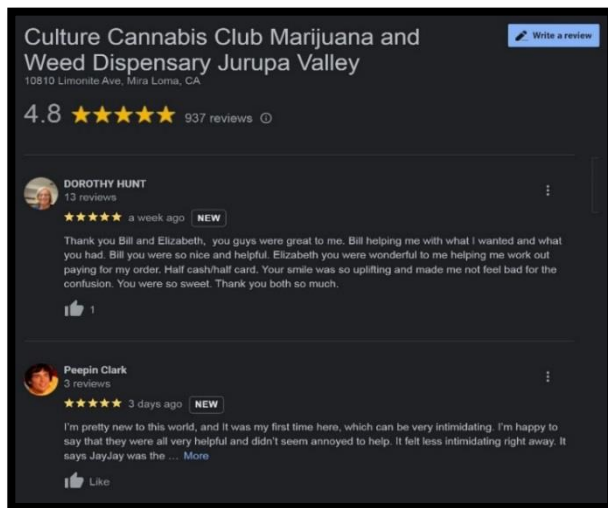 Culture Cannabis Club Marijuana and
Weed Dispensary Jurupa Valley
Write a review
10810 Limonite Ave, Mira Loma, CA
4.8 937 reviews
DOROTHY HUNT
13 reviews
a week ago NEW
Thank you Bill and Elizabeth, you guys were great to me. Bill helping me with what I wanted and what
you had. Bill you were so nice and helpful. Elizabeth you were wonderful to me helping me work out
paying for my order. Half cash/half card. Your smile was so uplifting and made me not feel bad for the
confusion. You were so sweet. Thank you both so much.
1
Peepin Clark
3 reviews
3 days ago NEW
I'm pretty new to this world, and It was my first time here, which can be very intimidating. I'm happy to
say that they were all very helpful and didn't seem annoyed to help. It felt less intimidating right away. It
says JayJay was the ... More
Like